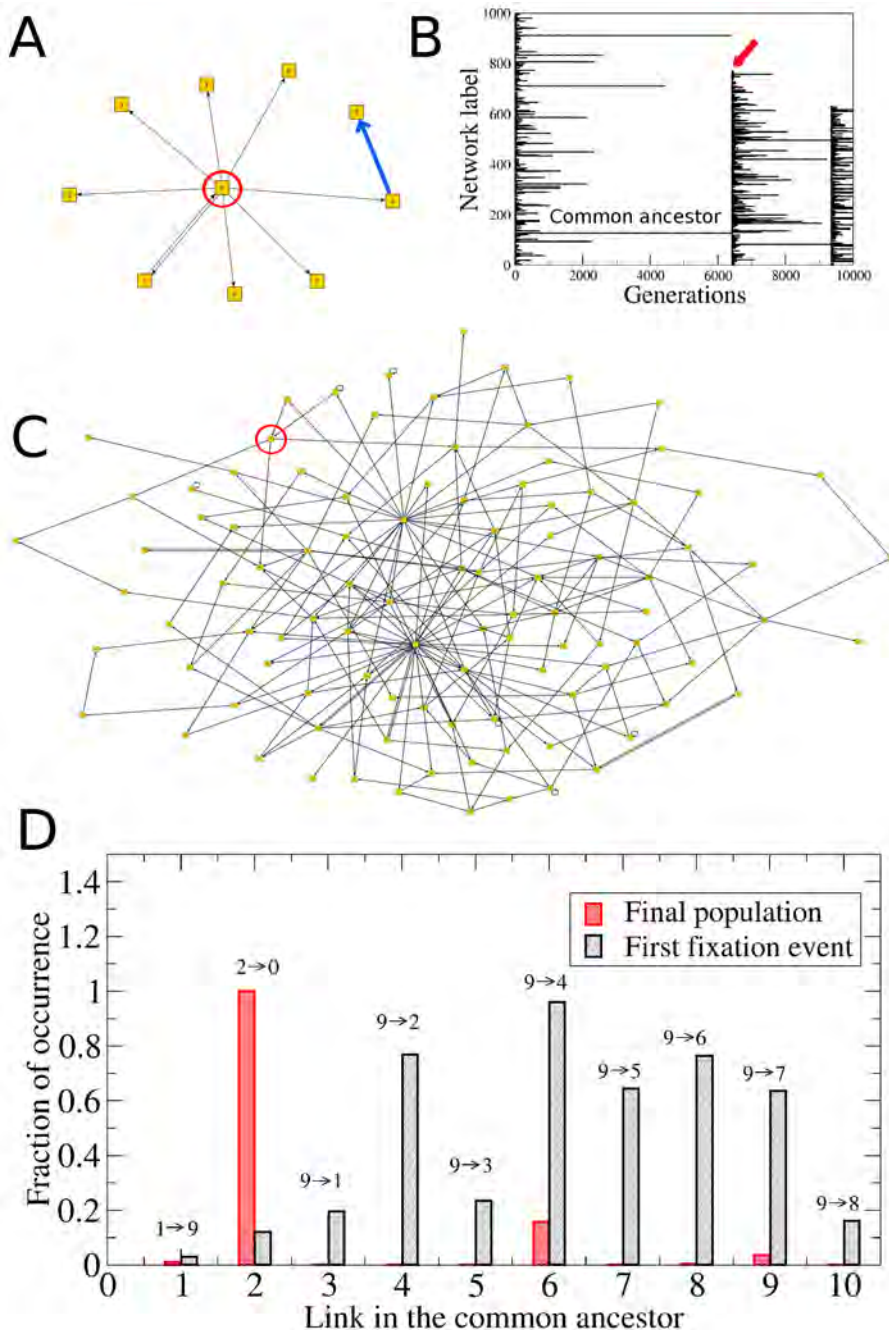 A
B
1000
800
600
400
200
0
Network label
Common ancestor
0 2000 4000 6000 8000 10000
Generations
C
D
1.4
1.2
1
0.8
0.6
0.4
0.2
0
Fraction of occurrence
Final population
First fixation event
1→9
2→0
9→1
9→2
9→3
9→4
9→5
9→6
9→7
9→8
0 1 2 3 4 5 6 7 8 9 10
Link in the common ancestor